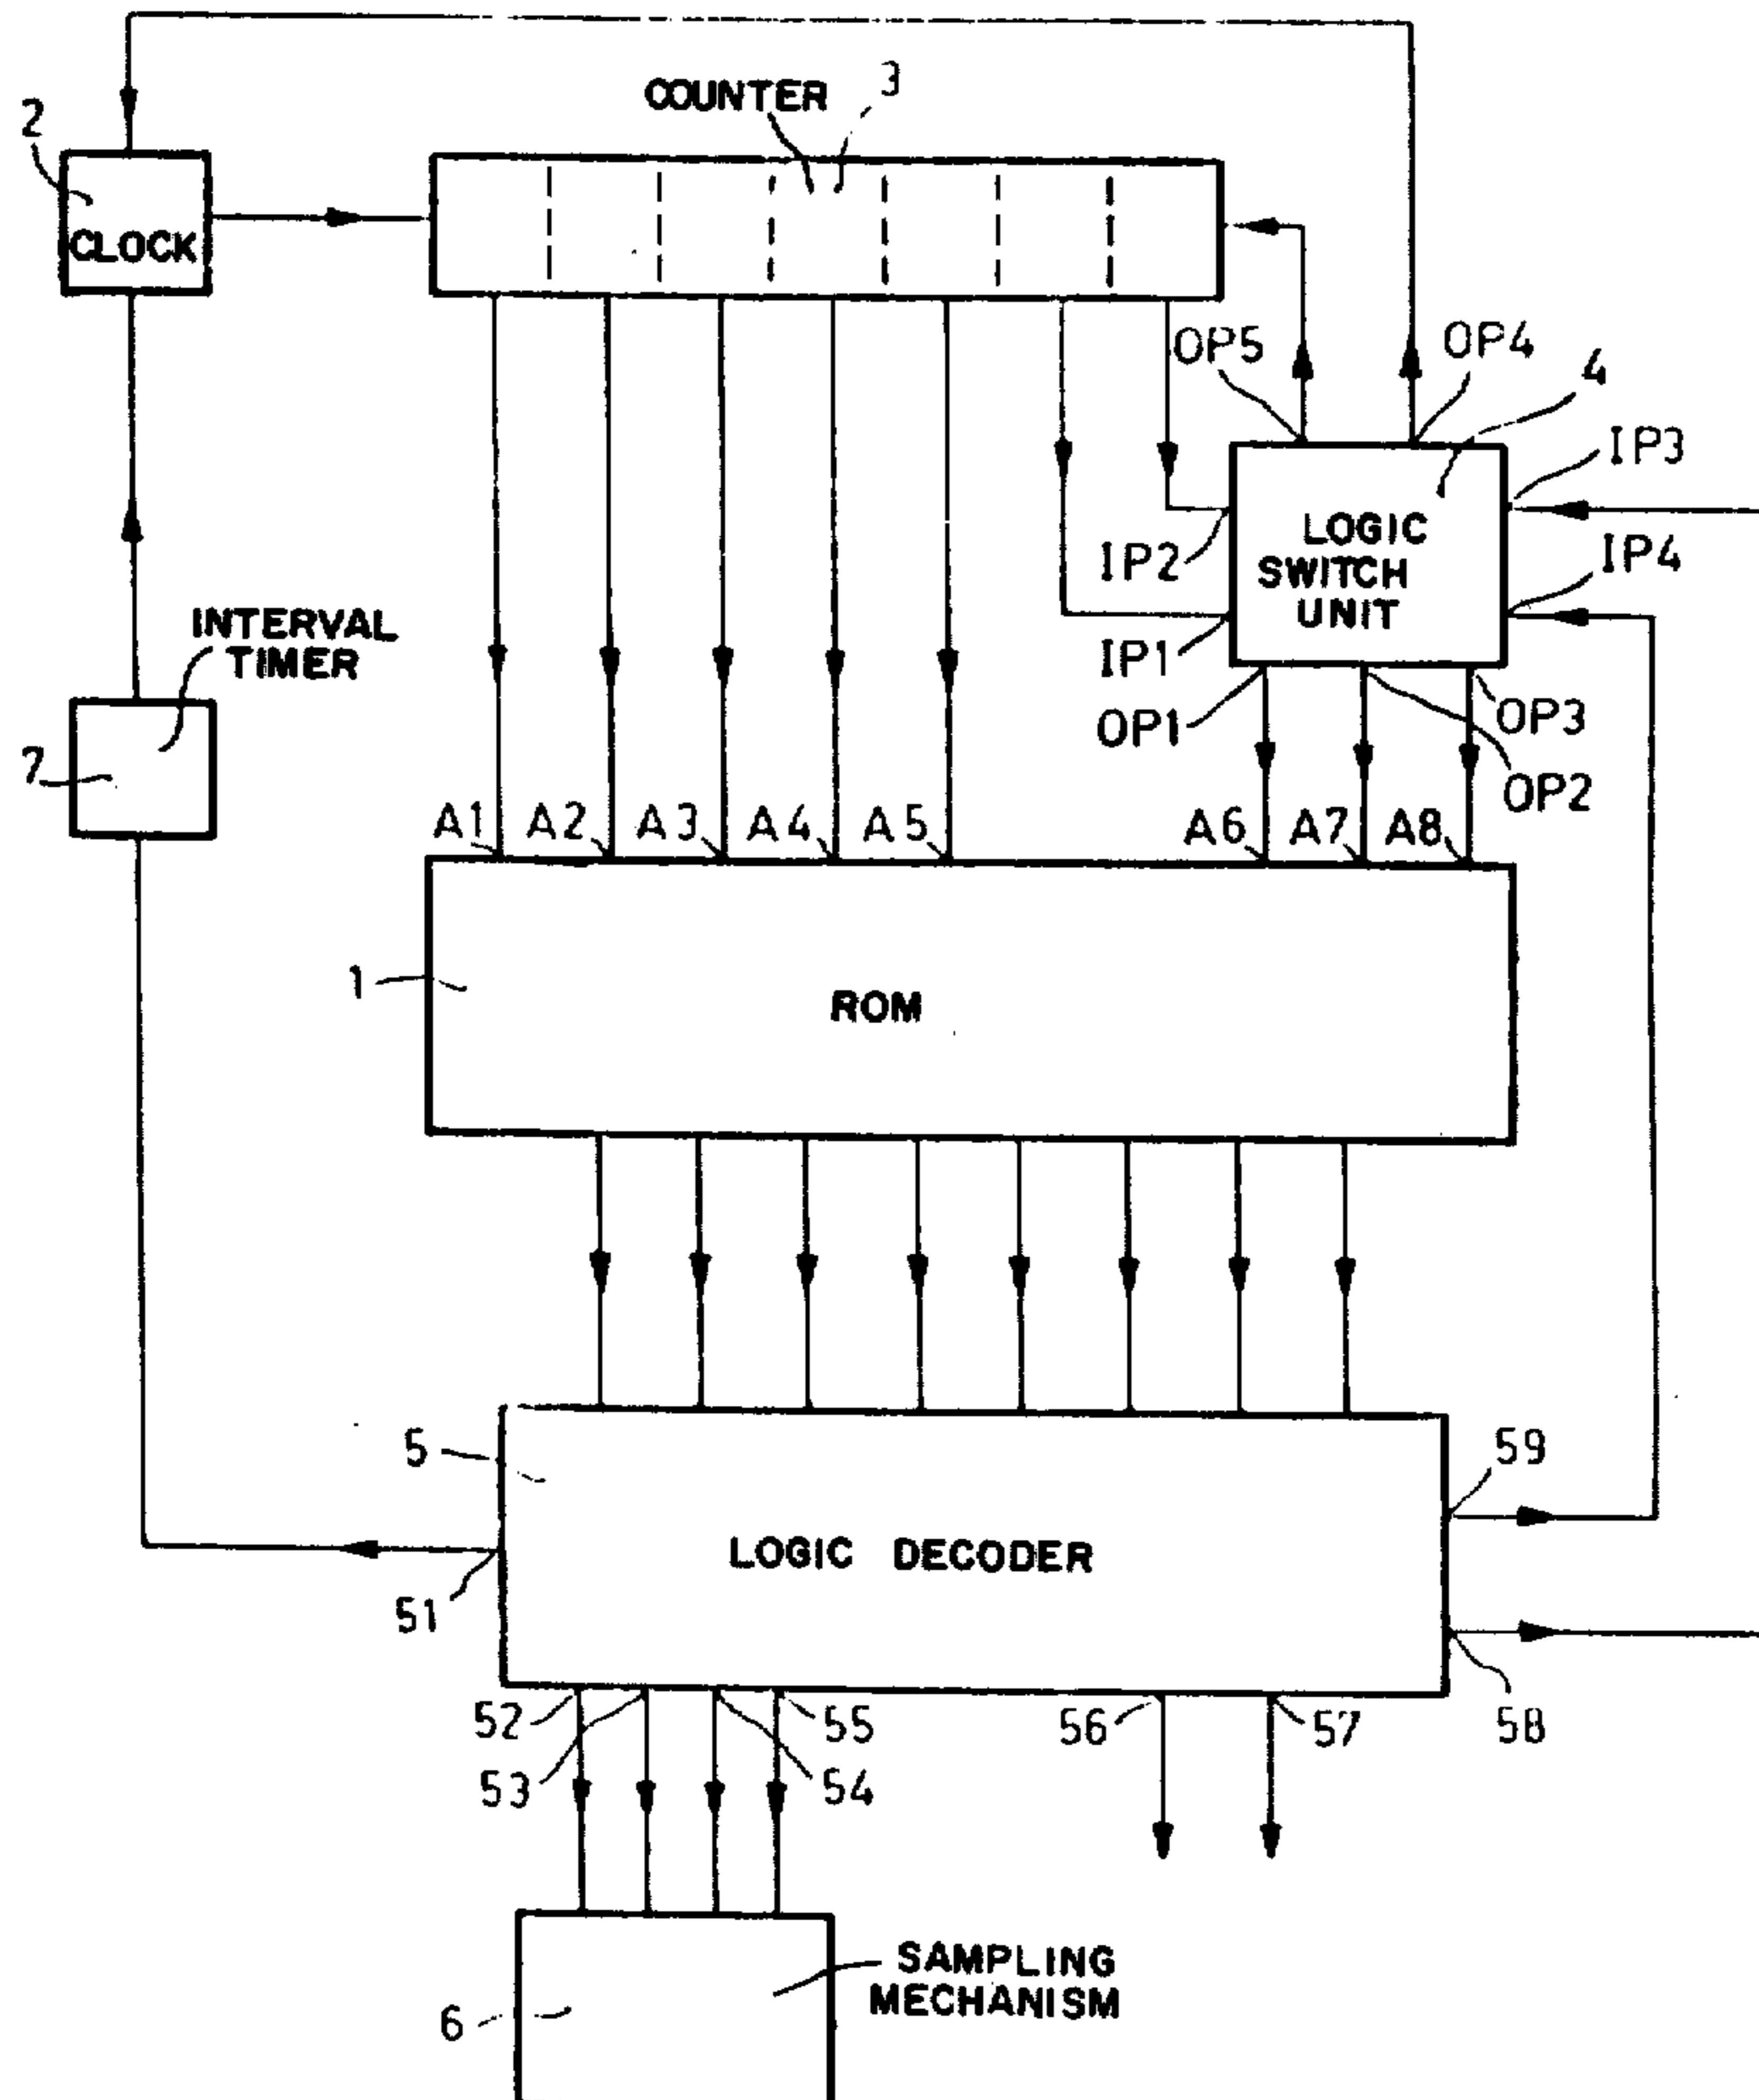 COUNTER
3
2
CLOCK
OP5
OP4
4
IP3
LOGIC
SWITCH
UNIT
IP2
IP4
INTERVAL
TIMER
IP1
OP1
OP3
OP2
7
A1
A2
A3
A4
A5
A6
A7
A8
1
ROM
5
59
LOGIC DECODER
51
52
55
56
57
58
53
54
SAMPLING
MECHANISM
6